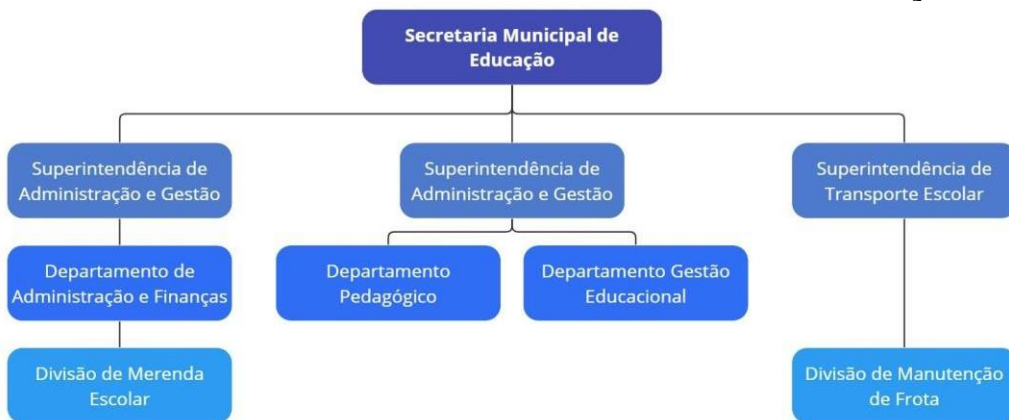 Secretaria Municipal de
Educação
Superintendência de
Administração e Gestão
Superintendência de
Administração e Gestão
Superintendência de
Transporte Escolar
Departamento de
Administração e Finanças
Departamento
Pedagógico
Departamento Gestão
Educacional
Divisão de Merenda
Escolar
Divisão de Manutenção
de Frota